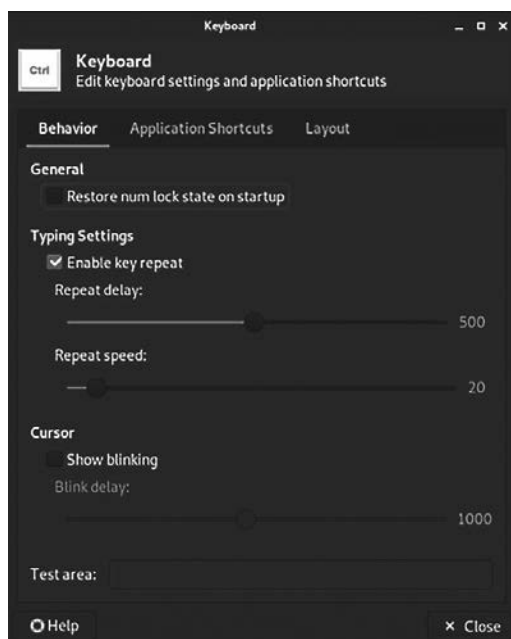 Keyboard
Ctrl
Keyboard
Edit keyboard settings and application shortcuts
Behavior Application Shortcuts Layout
General
Restore num lock state on startup
Typing Settings
Enable key repeat
Repeat delay:
500
Repeat speed:
20
Cursor
Show blinking
Blink delay:
1000
Test area:
Help Close